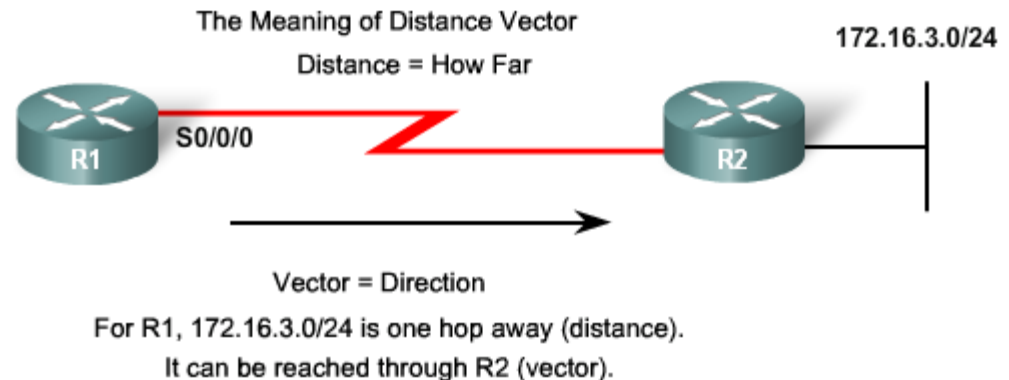 The Meaning of Distance Vector
172.16.3.0/24
Distance = How Far
S0/0/0
R1
R2
Vector = Direction
For R1, 172.16.3.0/24 is one hop away (distance).
It can be reached through R2 (vector).